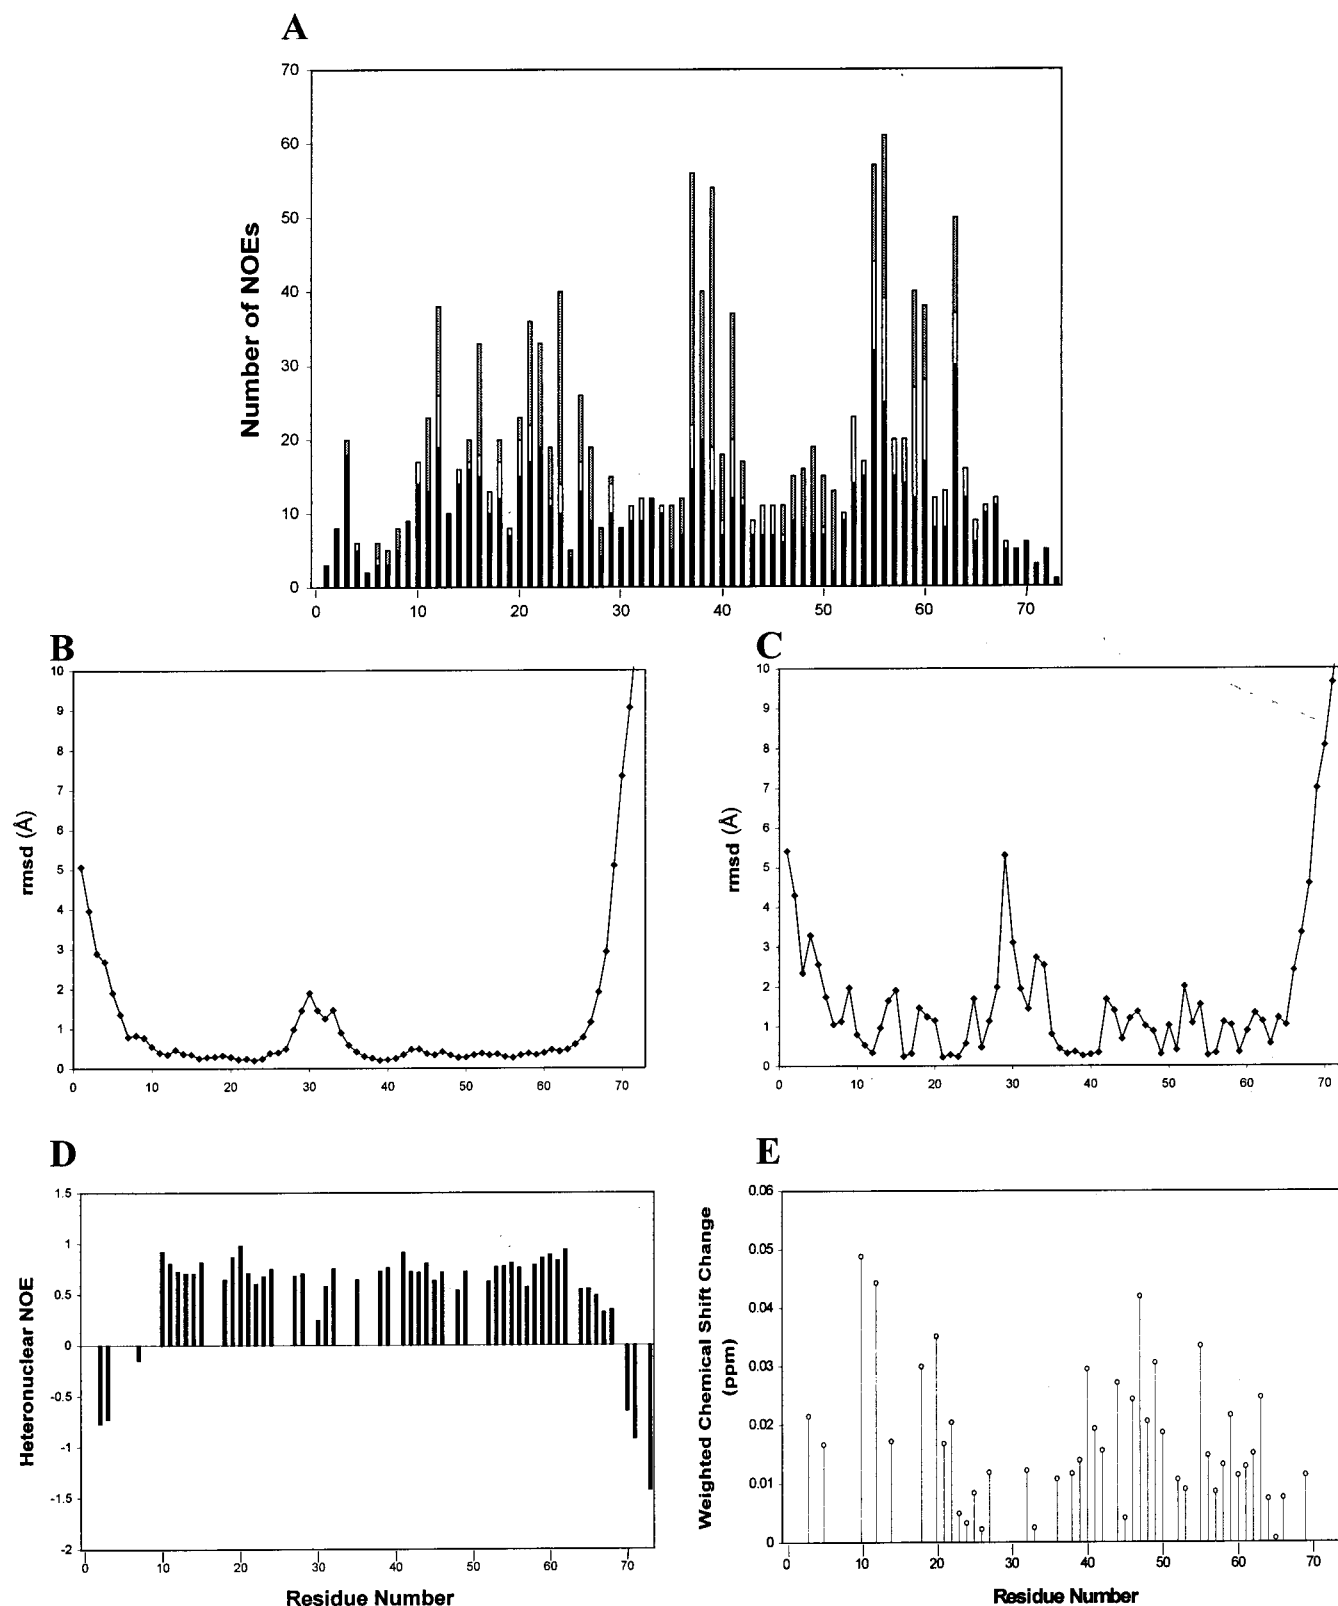 A
70
60
50
40
30
20
10
0
Number of NOEs
0 10 20 30 40 50 60 70
B
10
9
8
7
6
5
4
3
2
1
0
rmsd (Å)
0 10 20 30 40 50 60 70
C
10
9
8
7
6
5
4
3
2
1
0
rmsd (Å)
0 10 20 30 40 50 60 70
D
1.5
1
0.5
0
-0.5
-1
-1.5
-2
Heteronuclear NOE
0 10 20 30 40 50 60 70
Residue Number
E
0.06
0.05
0.04
0.03
0.02
0.01
0
Weighted Chemical Shift Change
(ppm)
0 10 20 30 40 50 60 70
Residue Number